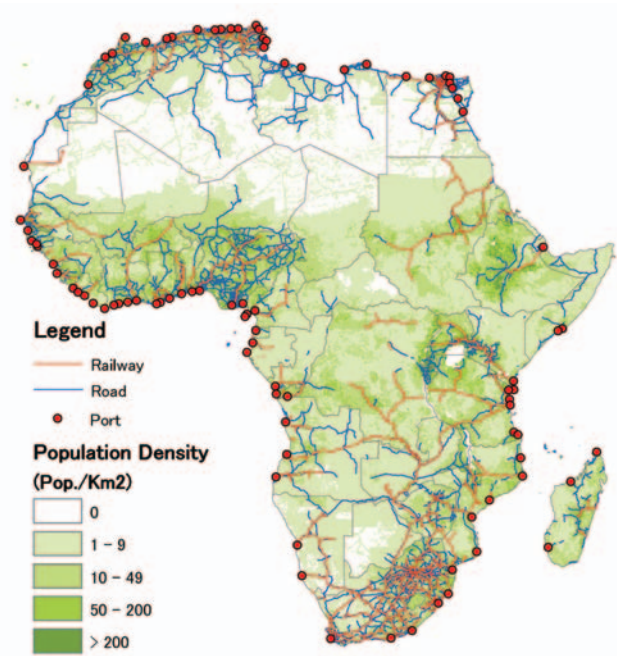 Legend
Railway
Road
Port
Population Density
(Pop./Km2)
0
1 - 9
10 - 49
50 - 200
> 200